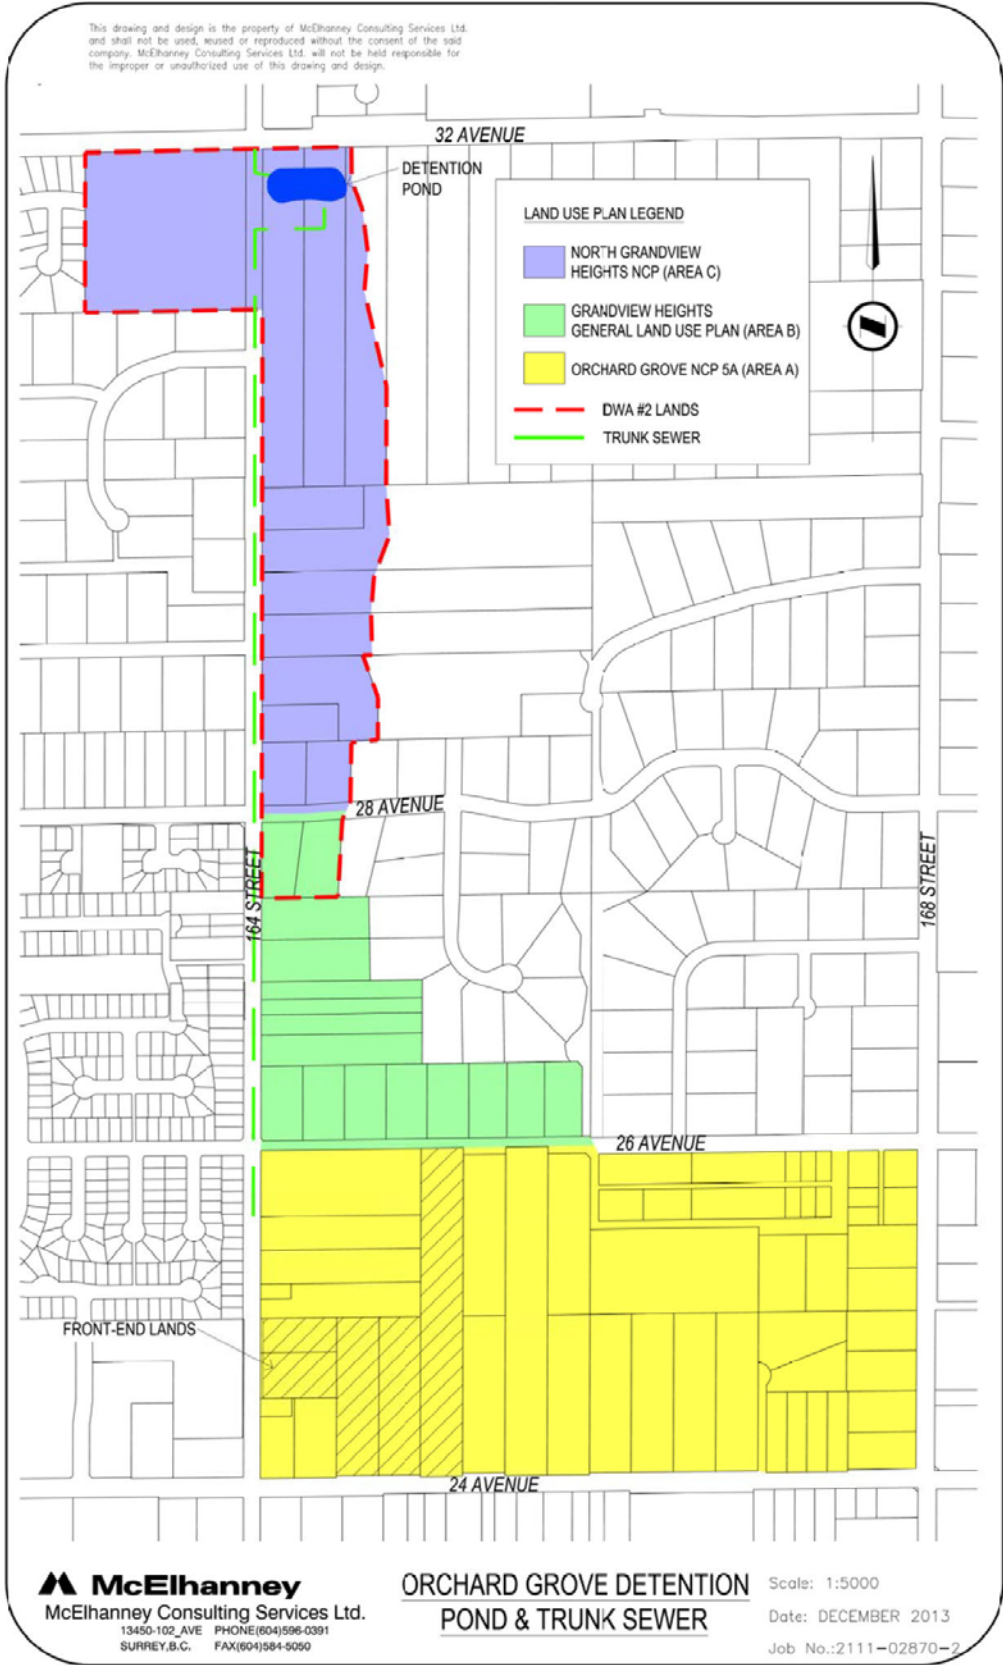 This drawing and design is the property of McElhanney Consulting Services Ltd.
and shall not be used, reused or reproduced without the consent of the said
company. McElhanney Consulting Services Ltd. will not be held responsible for
the improper or unauthorized use of this drawing and design.
32 AVENUE
DETENTION
POND
LAND USE PLAN LEGEND
NORTH GRANDVIEW
HEIGHTS NCP (AREA C)
GRANDVIEW HEIGHTS
GENERAL LAND USE PLAN (AREA B)
ORCHARD GROVE NCP 5A (AREA A)
DWA #2 LANDS
TRUNK SEWER
28 AVENUE
164 STREET
168 STREET
26 AVENUE
FRONT-END LANDS
24 AVENUE
McElhanney
McElhanney Consulting Services Ltd.
13450-102_AVE PHONE(604)596-0391
SURREY,B.C. FAX(604)584-5050
ORCHARD GROVE DETENTION
POND & TRUNK SEWER
Scale: 1:5000
Date: DECEMBER 2013
Job No.:2111-02870-2